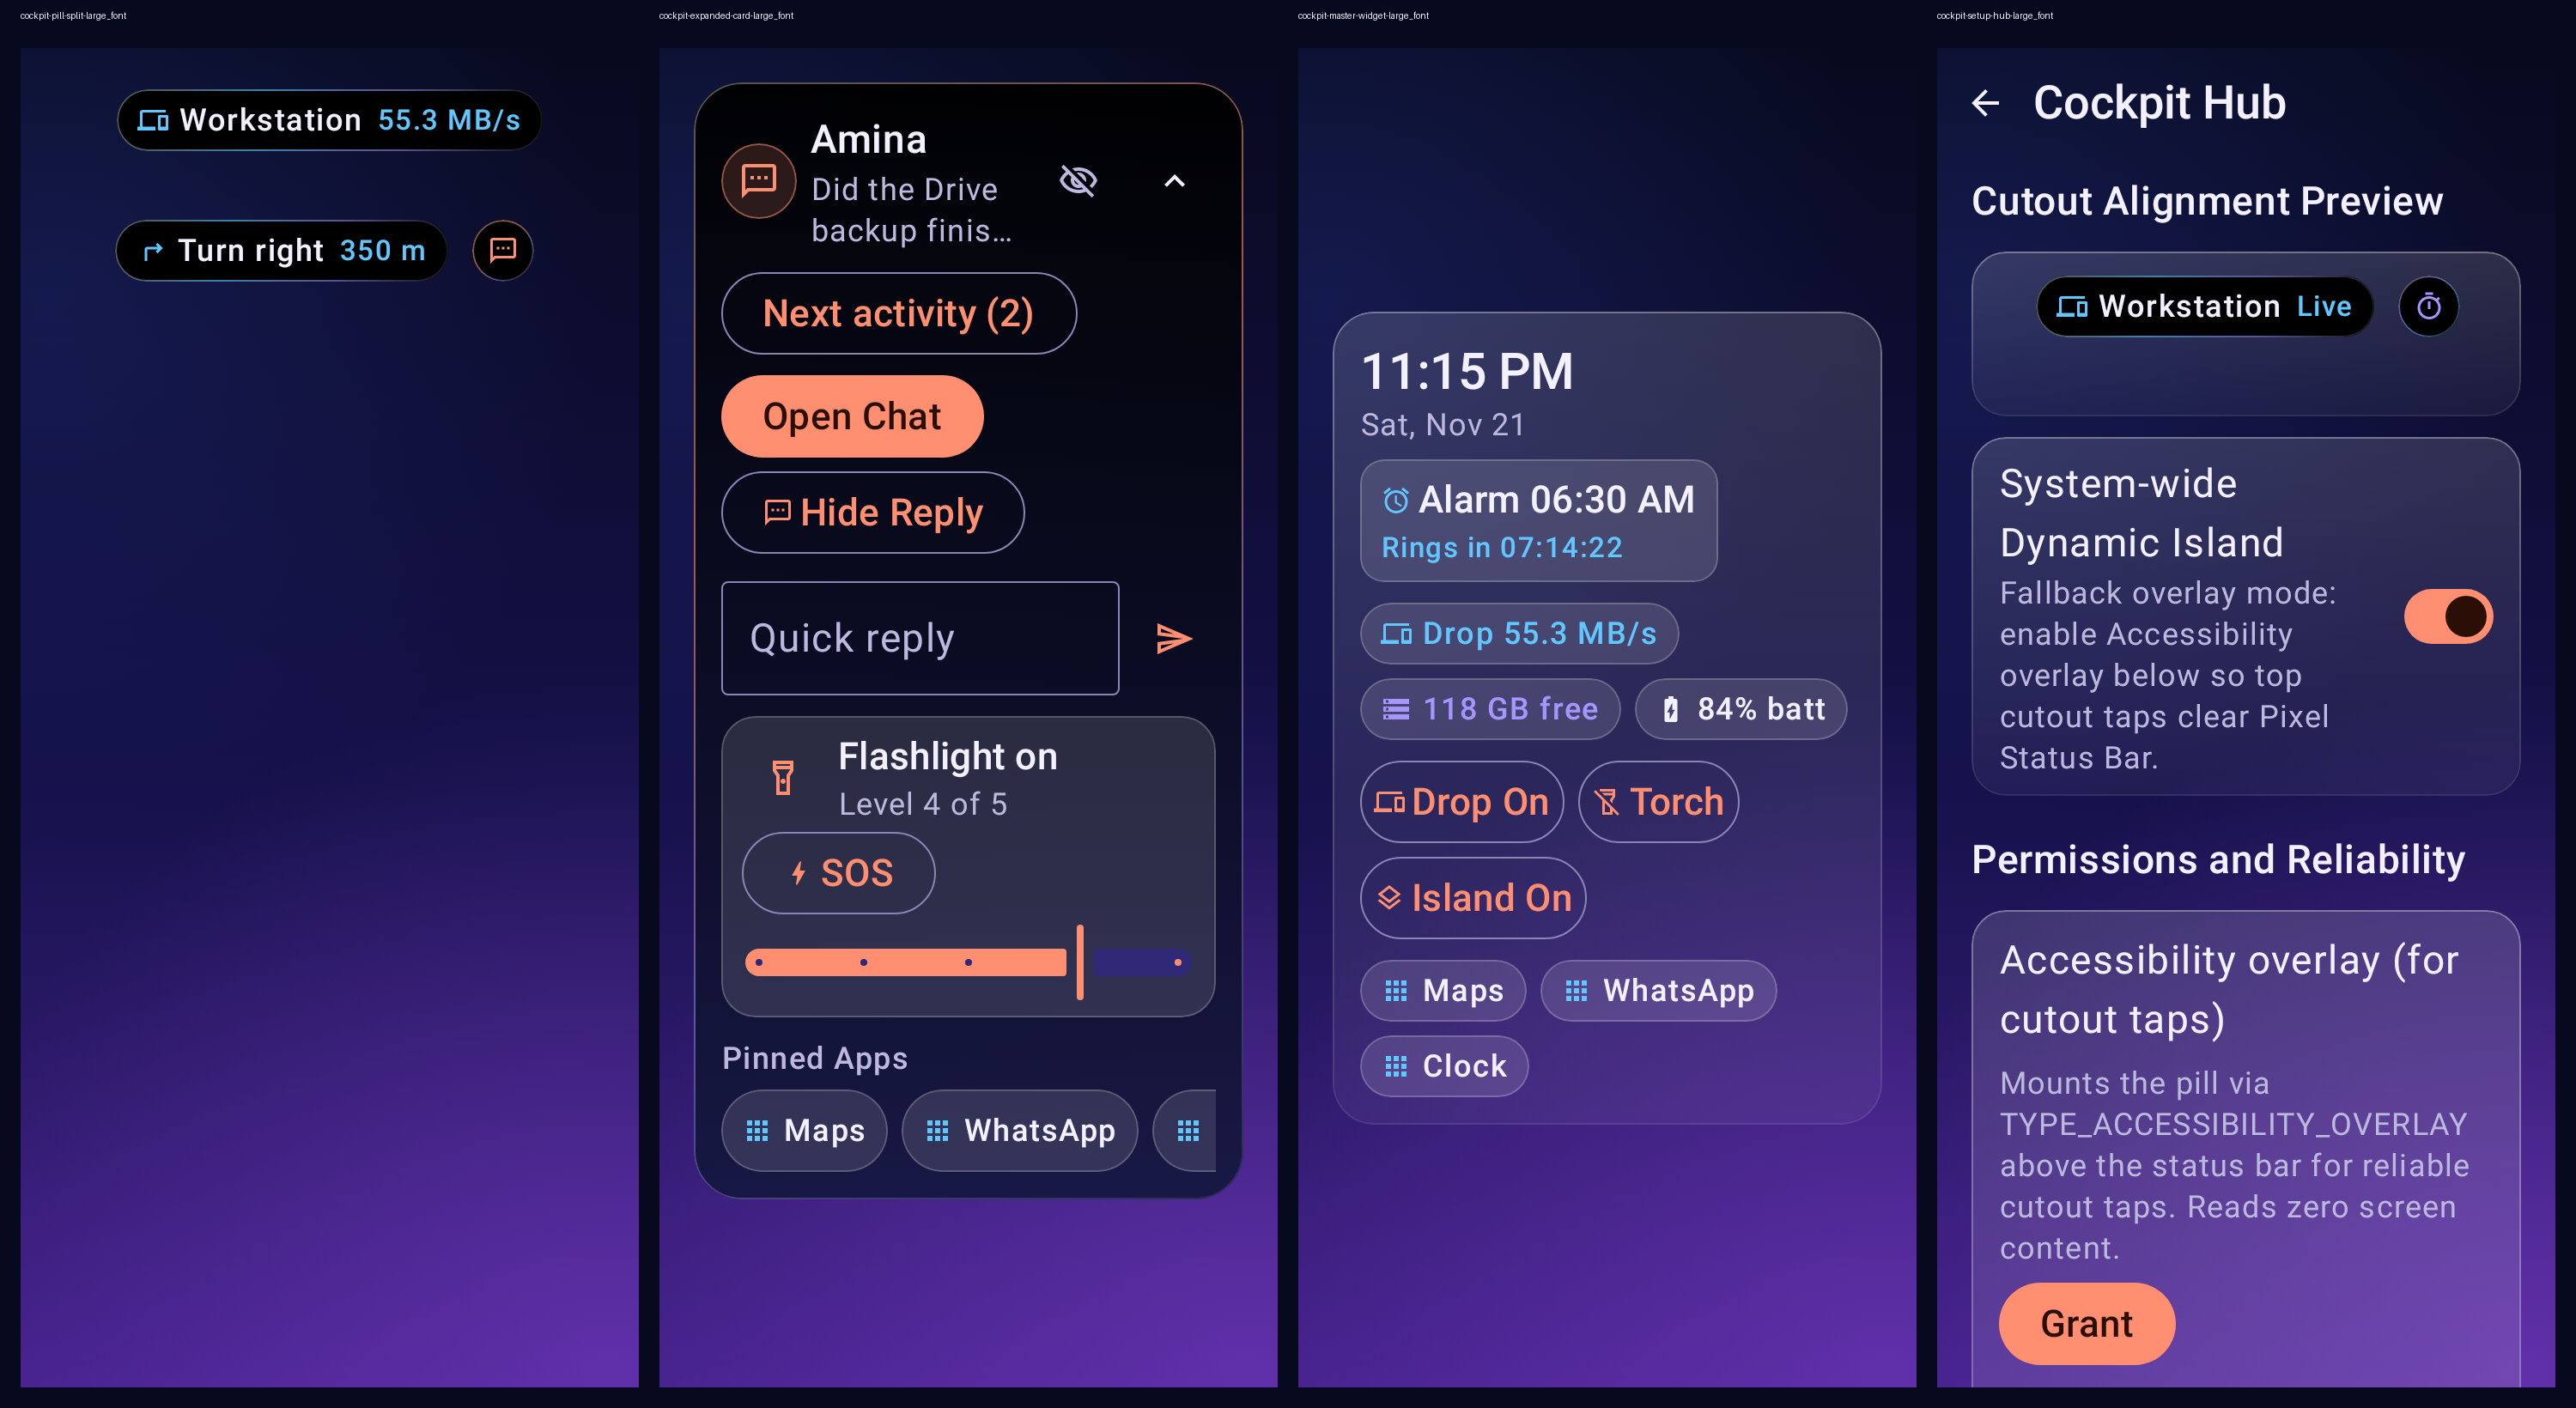 cockpit-pill-split-large_font
Workstation 55.3 MB/s
Turn right 350 m
cockpit-expanded-card-large_font
Amina
Did the Drive
backup finis...
Next activity (2)
Open Chat
Hide Reply
Quick reply
Flashlight on
Level 4 of 5
SOS
Pinned Apps
Maps WhatsApp
cockpit-master-widget-large_font
11:15 PM
Sat, Nov 21
Alarm 06:30 AM
Rings in 07:14:22
Drop 55.3 MB/s
118 GB free 84% batt
Drop On Torch
Island On
Maps WhatsApp
Clock
cockpit-setup-hub-large_font
Cockpit Hub
Cutout Alignment Preview
Workstation Live
System-wide
Dynamic Island
Fallback overlay mode:
enable Accessibility
overlay below so top
cutout taps clear Pixel
Status Bar.
Permissions and Reliability
Accessibility overlay (for
cutout taps)
Mounts the pill via
TYPE_ACCESSIBILITY_OVERLAY
above the status bar for reliable
cutout taps. Reads zero screen
content.
Grant